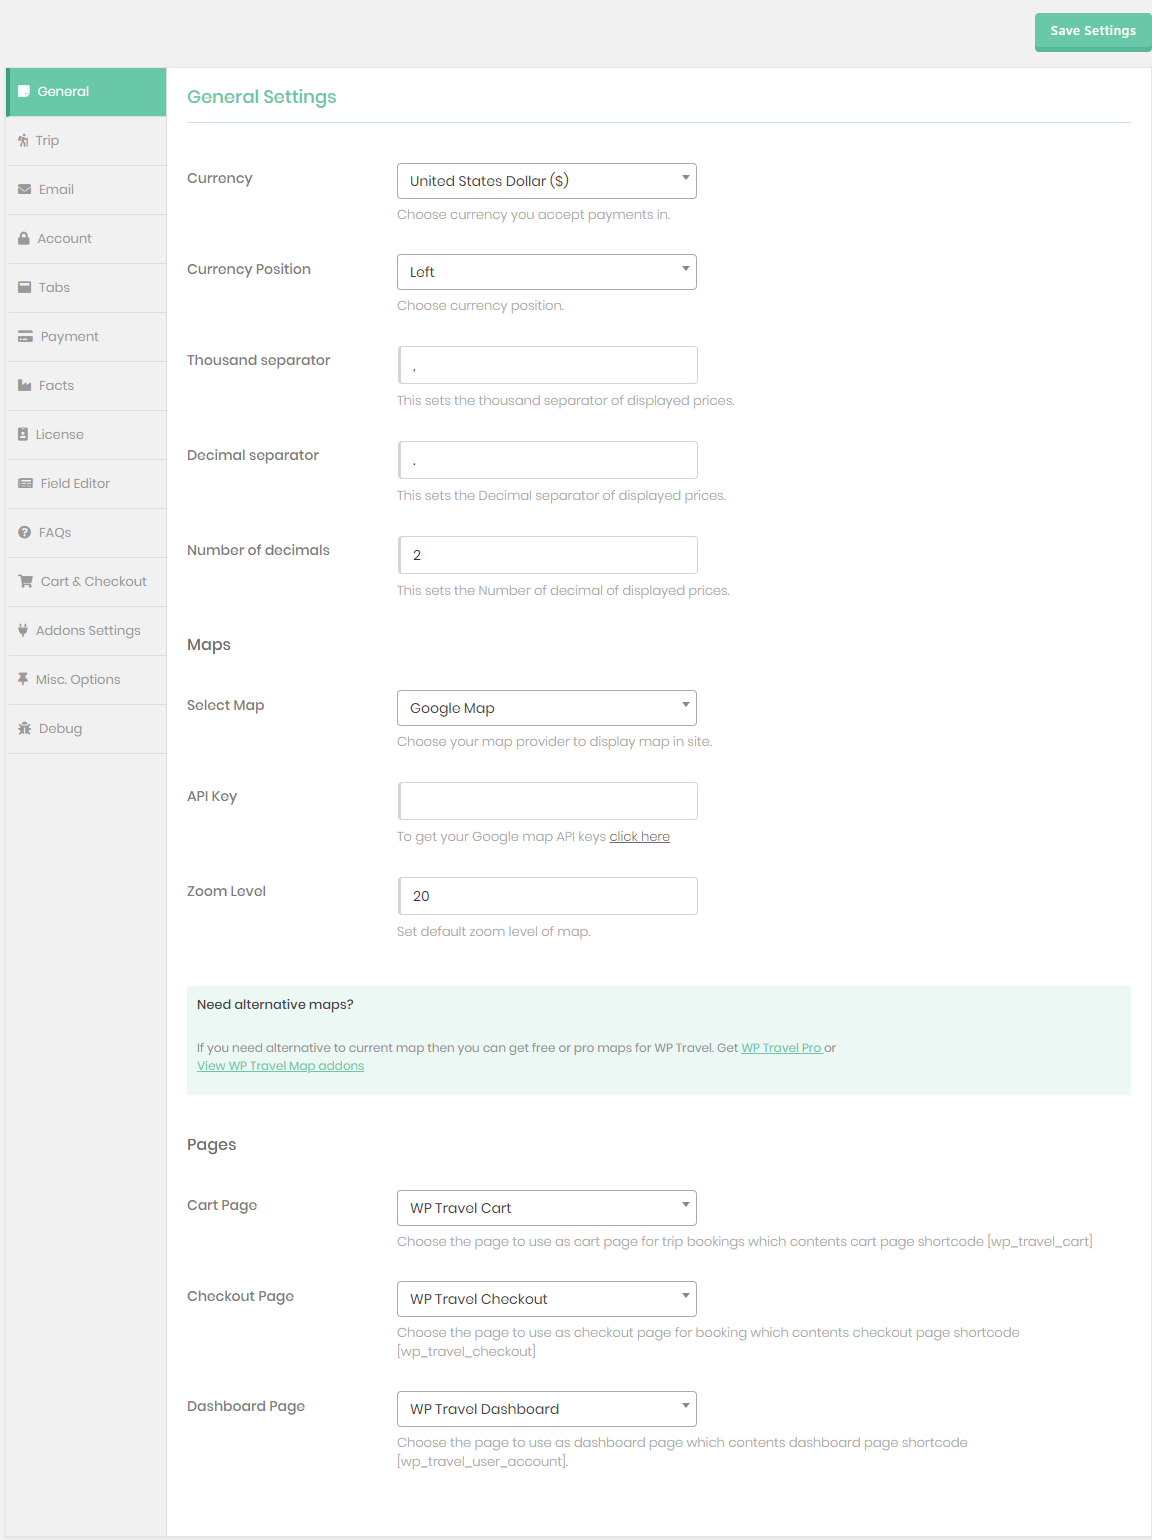 Save Settings
General
Trip
Email
Account
Tabs
Payment
Facts
License
Field Editor
FAQs
Cart & Checkout
Addons Settings
Misc. Options
Debug
General Settings
Currency
United States Dollar ($)
Choose currency you accept payments in.
Currency Position
Left
Choose currency position.
Thousand separator
,
This sets the thousand separator of displayed prices.
Decimal separator
.
This sets the Decimal separator of displayed prices.
Number of decimals
2
This sets the Number of decimal of displayed prices.
Maps
Select Map
Google Map
Choose your map provider to display map in site.
API Key
To get your Google map API keys click here
Zoom Level
20
Set default zoom level of map.
Need alternative maps?
If you need alternative to current map then you can get free or pro maps for WP Travel. Get WP Travel Pro or
View WP Travel Map addons
Pages
Cart Page
WP Travel Cart
Choose the page to use as cart page for trip bookings which contents cart page shortcode [wp_travel_cart]
Checkout Page
WP Travel Checkout
Choose the page to use as checkout page for booking which contents checkout page shortcode
[wp_travel_checkout]
Dashboard Page
WP Travel Dashboard
Choose the page to use as dashboard page which contents dashboard page shortcode
[wp_travel_user_account].